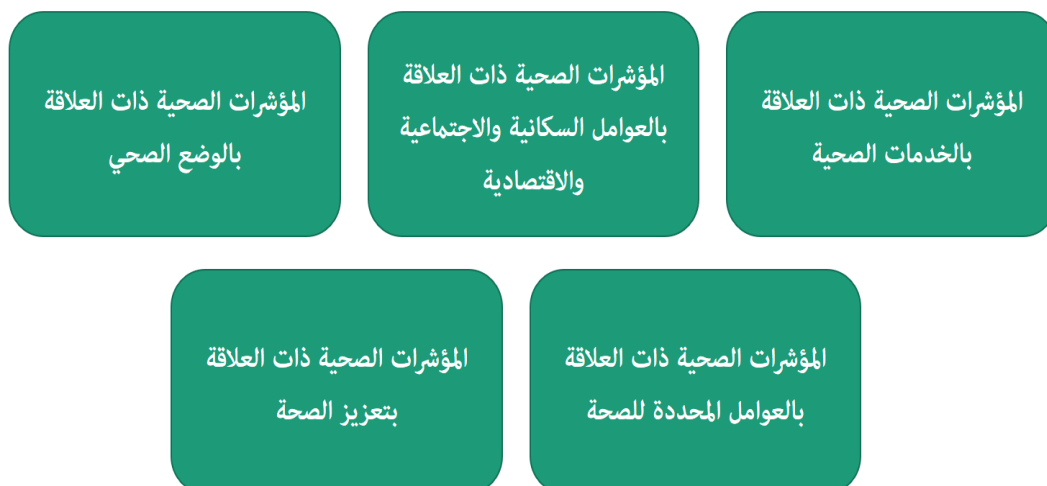 المؤشرات الصحية ذات العلاقة
بالخدمات الصحية
المؤشرات الصحية ذات العلاقة
بالعوامل السكانية والاجتماعية
والاقتصادية
المؤشرات الصحية ذات العلاقة
بالوضع الصحي
المؤشرات الصحية ذات العلاقة
بالعوامل المحددة للصحة
المؤشرات الصحية ذات العلاقة
بتعزيز الصحة